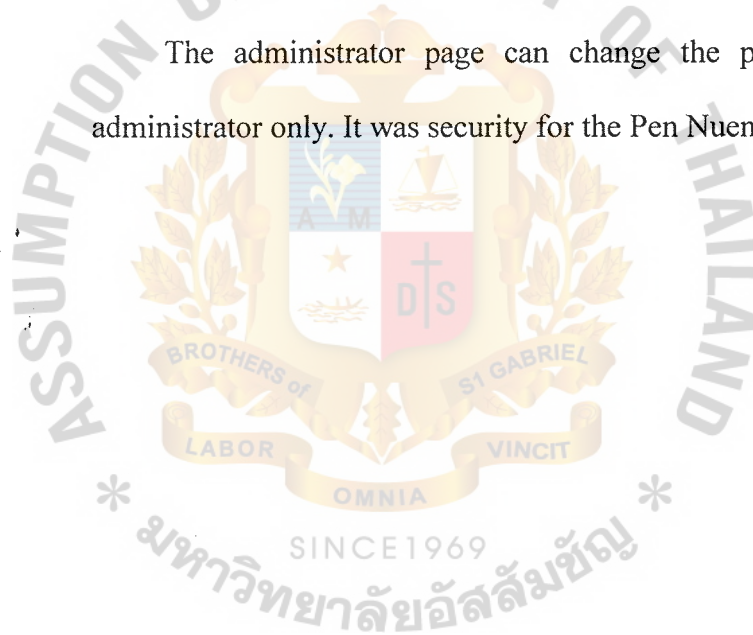 The administrator page can change the
administrator only. It was security for the Pen Nuen
ASSUMPTION
OF THAILAND
A M
D S
BROTHERS of
ST GABRIEL
LABOR
VINCIT
OMNIA
SINCE1969
มหาวิทยาลัยอัสสัมชัญ